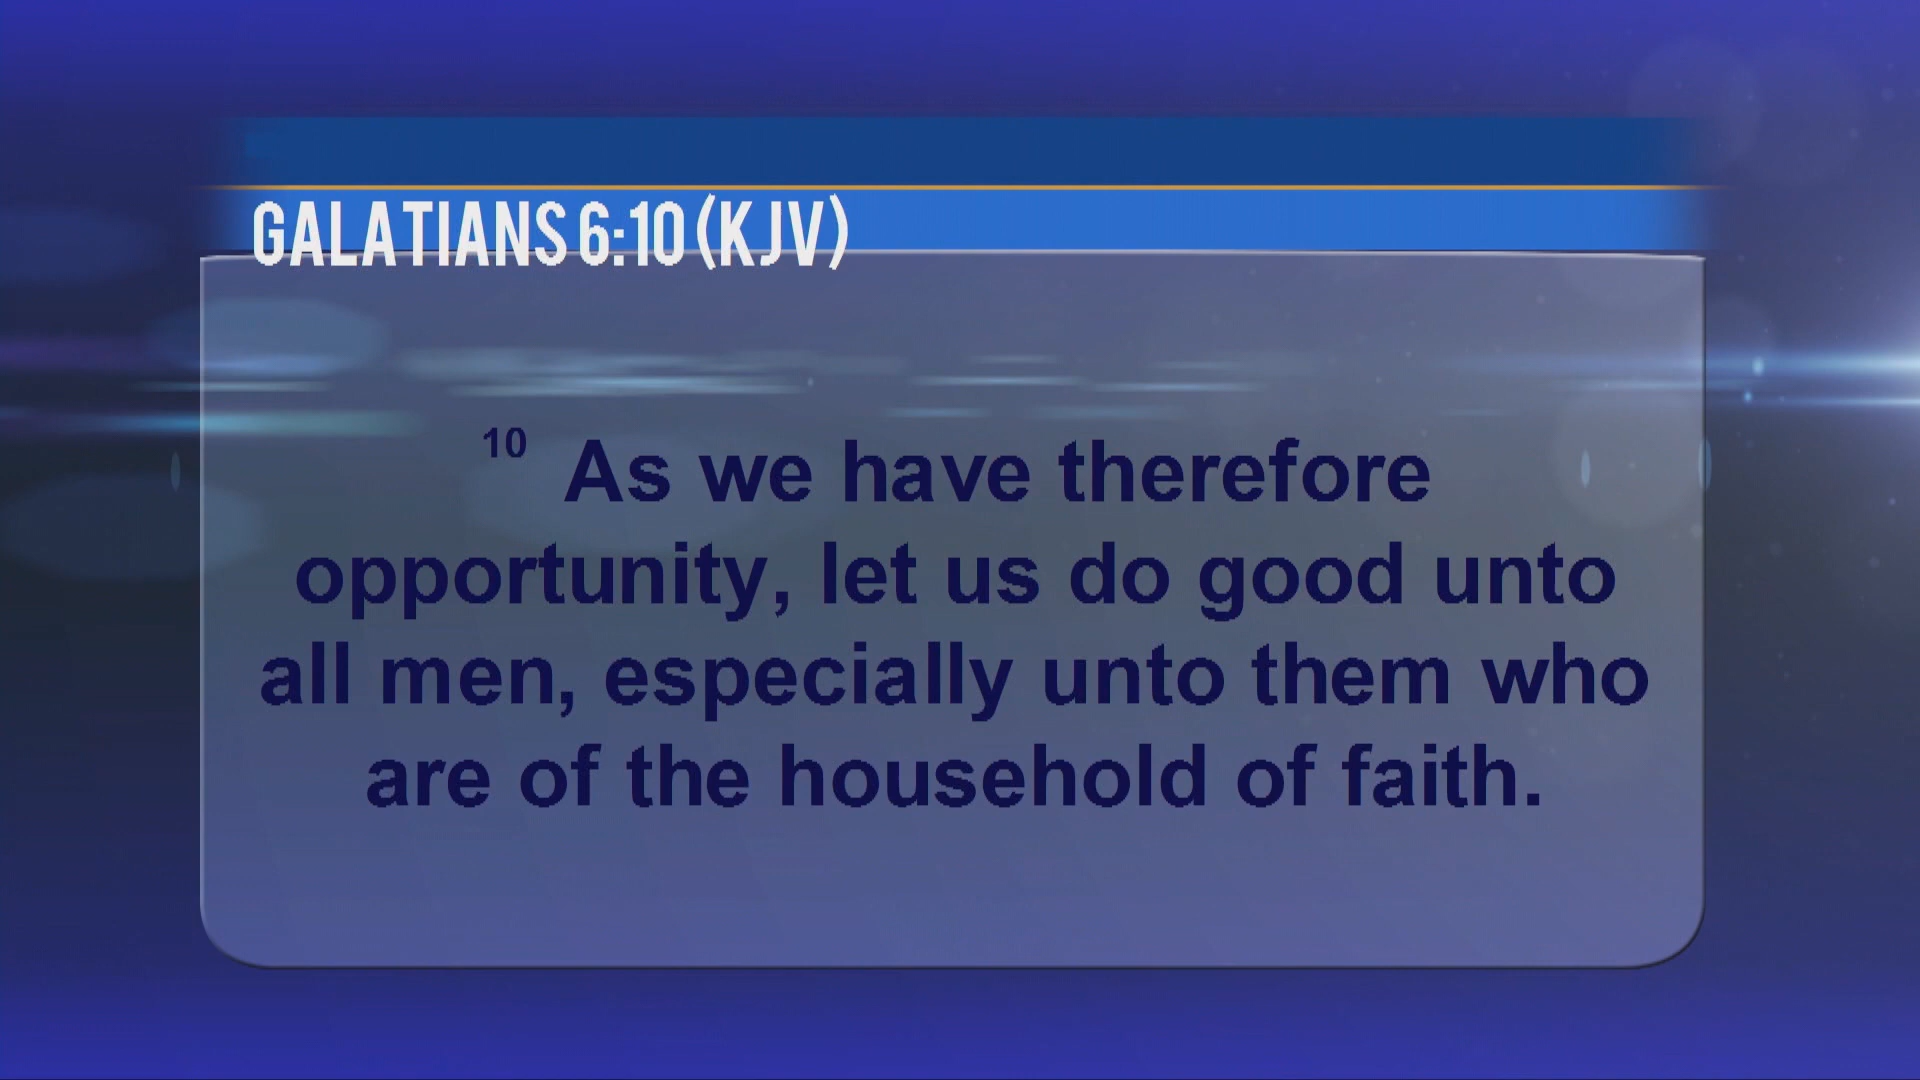 GALATIANS 6:10 (KJV)
10 As we have therefore
opportunity, let us do good unto
all men, especially unto them who
are of the household of faith.